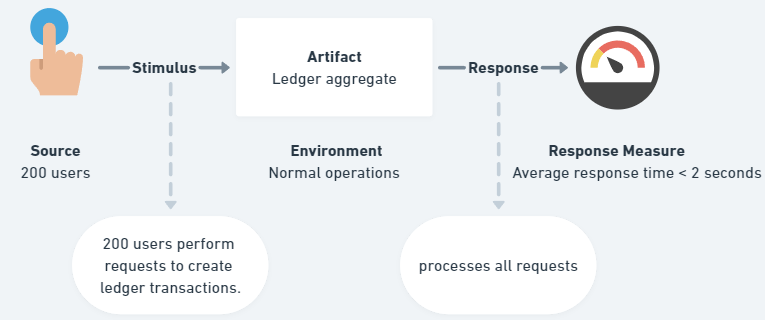 Stimulus
Artifact
Ledger aggregate
Response
Source
200 users
Environment
Normal operations
Response Measure
Average response time < 2 seconds
200 users perform
requests to create
ledger transactions.
processes all requests